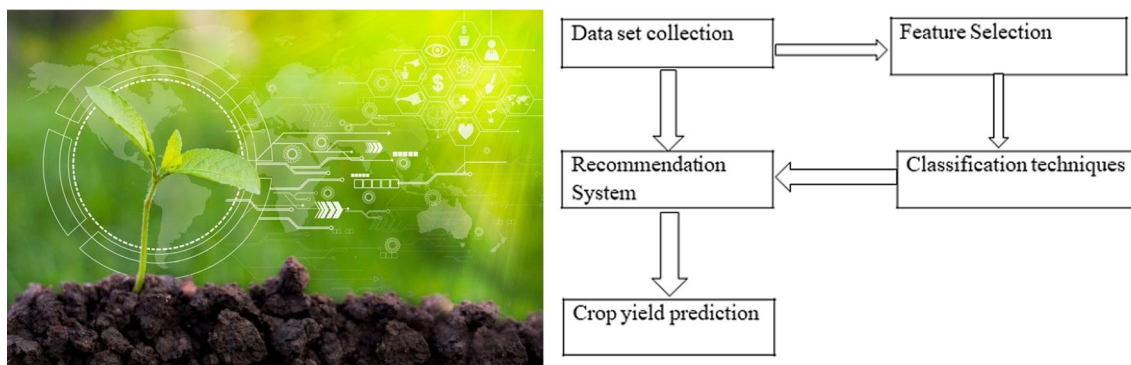 Data set collection
Feature Selection
Recommendation
System
Classification techniques
Crop yield prediction